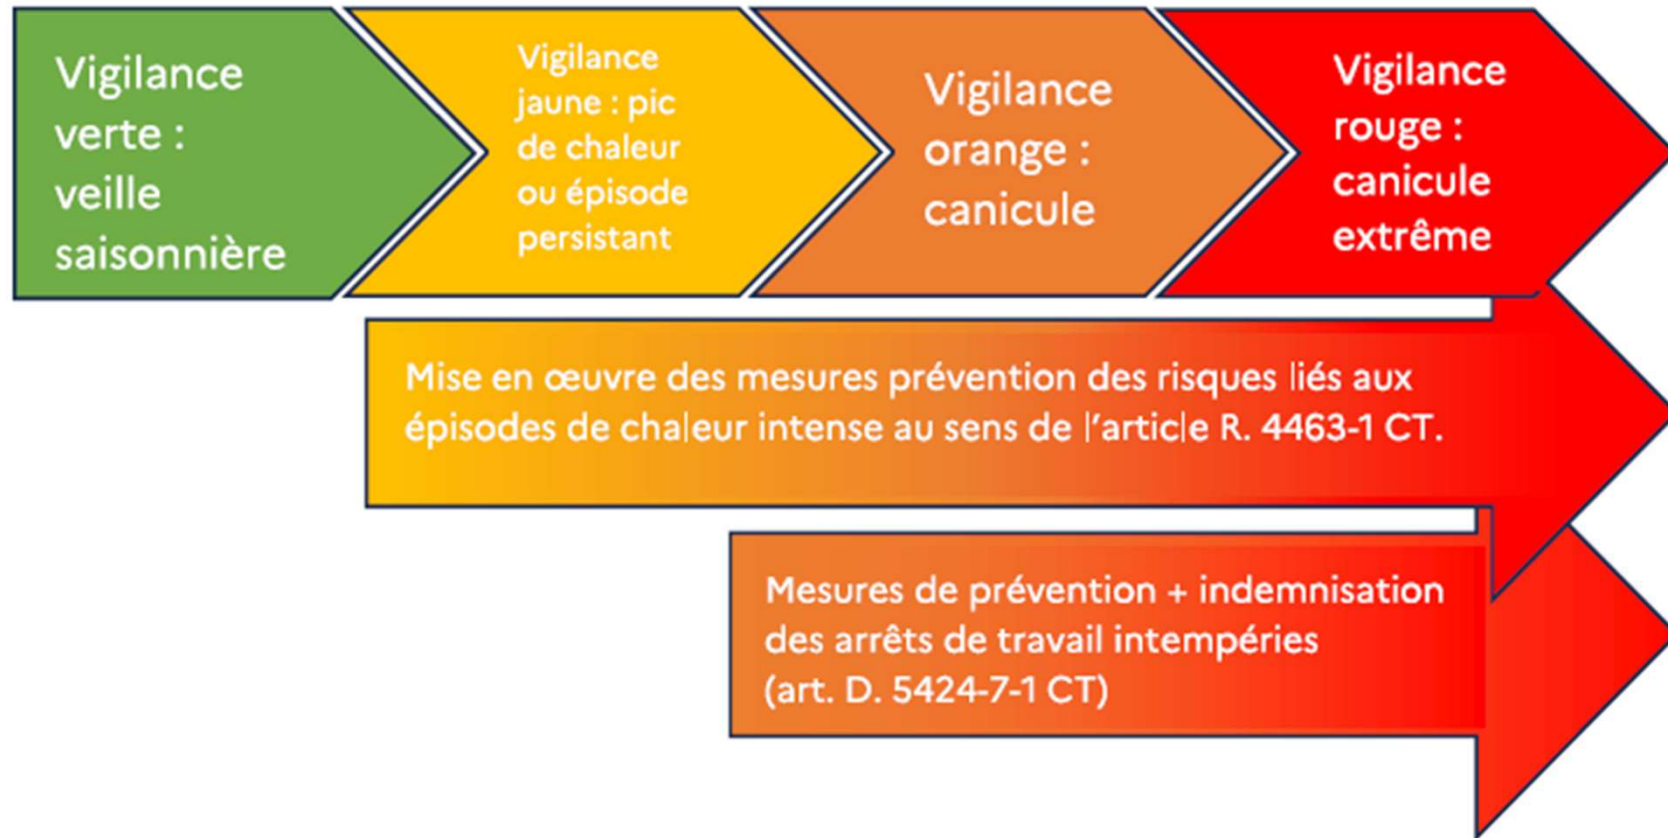 Vigilance
verte :
veille
saisonnière
Vigilance
jaune : pic
de chaleur
ou épisode
persistant
Vigilance
orange :
canicule
Vigilance
rouge :
canicule
extrême
Mise en œuvre des mesures prévention des risques liés aux
épisodes de chaleur intense au sens de l'article R. 4463-1 CT.
Mesures de prévention + indemnisation
des arrêts de travail intempéries
(art. D. 5424-7-1 CT)